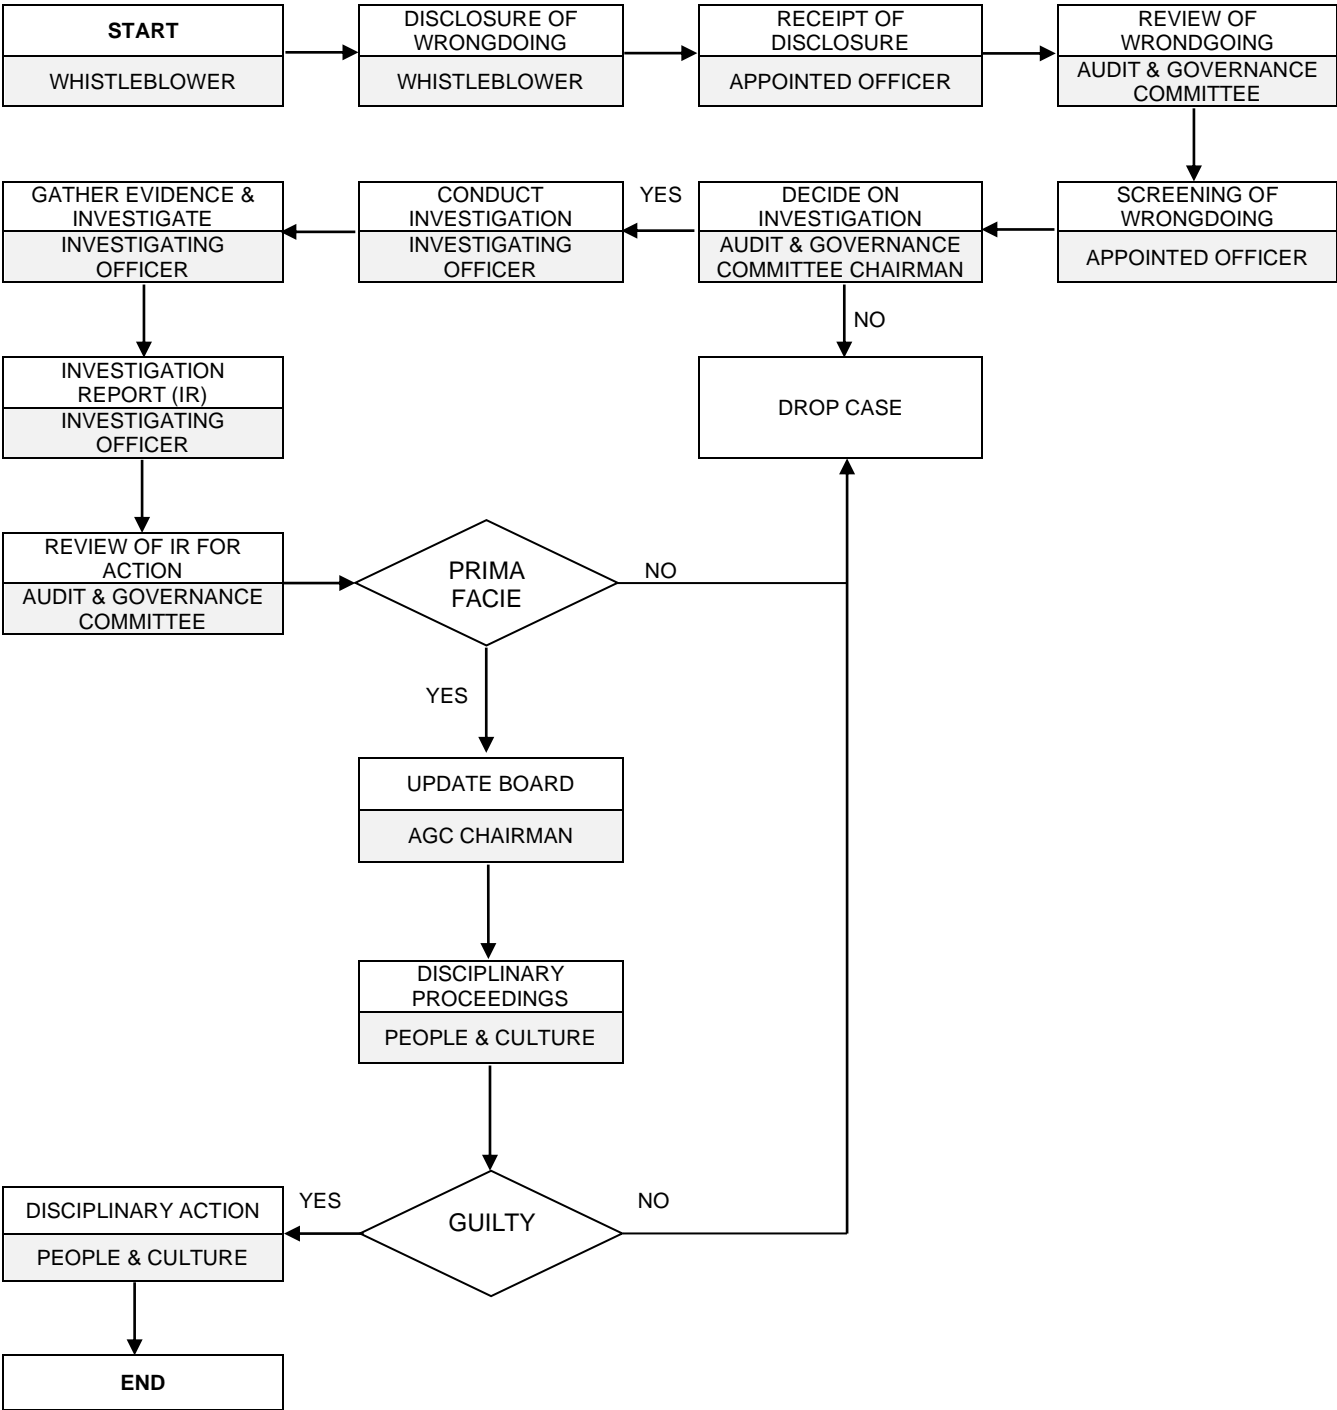 START
WHISTLEBLOWER
DISCLOSURE OF
WRONGDOING
WHISTLEBLOWER
RECEIPT OF
DISCLOSURE
APPOINTED OFFICER
REVIEW OF
WRONDGOING
AUDIT & GOVERNANCE
COMMITTEE
SCREENING OF
WRONGDOING
APPOINTED OFFICER
DECIDE ON
INVESTIGATION
AUDIT & GOVERNANCE
COMMITTEE CHAIRMAN
YES
NO
CONDUCT
INVESTIGATION
INVESTIGATING
OFFICER
GATHER EVIDENCE &
INVESTIGATE
INVESTIGATING
OFFICER
INVESTIGATION
REPORT (IR)
INVESTIGATING
OFFICER
DROP CASE
REVIEW OF IR FOR
ACTION
AUDIT & GOVERNANCE
COMMITTEE
PRIMA
FACIE
NO
YES
UPDATE BOARD
AGC CHAIRMAN
DISCIPLINARY
PROCEEDINGS
PEOPLE & CULTURE
GUILTY
YES
NO
DISCIPLINARY ACTION
PEOPLE & CULTURE
END